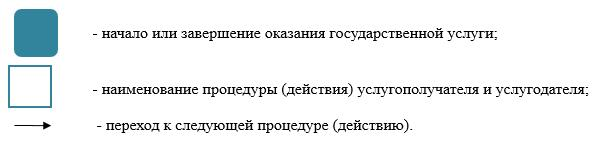 - начало или завершение оказания государственной услуги;
- наименование процедуры (действия) услугополучателя и услугодателя;
- переход к следующей процедуре (действию).